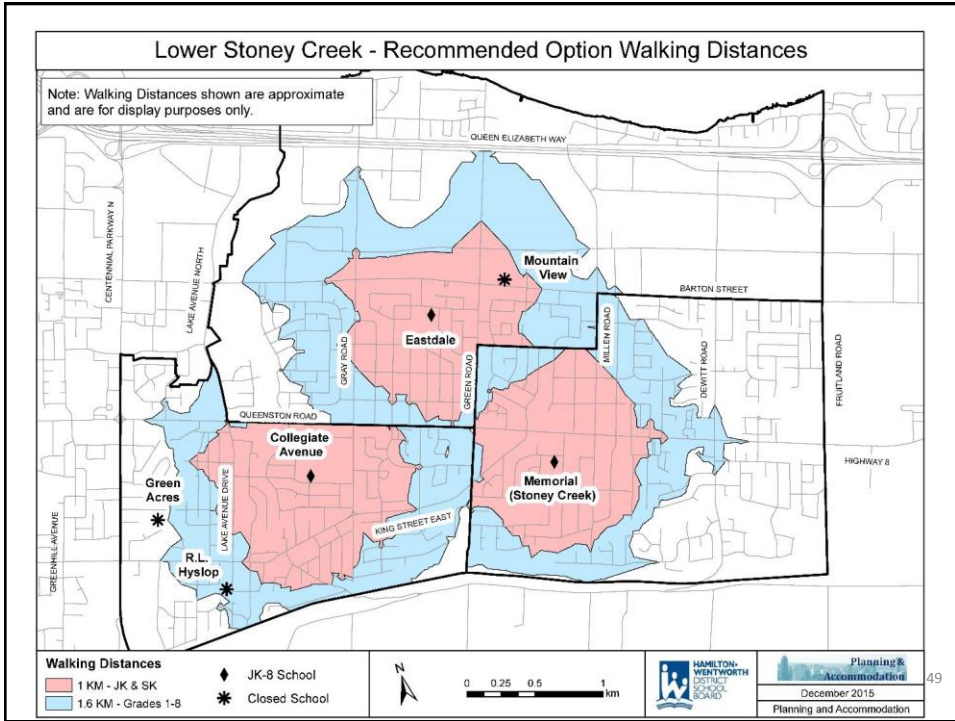 Lower Stoney Creek - Recommended Option Walking Distances
Note: Walking Distances shown are approximate
and are for display purposes only.
QUEEN ELIZABETH WAY
CENTENNIAL PARKWAY N
LAKE AVENUE NORTH
Mountain
View
BARTON STREET
Eastdale
GRAY ROAD
GREEN ROAD
MILLEN ROAD
DEWITT ROAD
FRUITLAND ROAD
QUEENSTON ROAD
Collegiate
Avenue
HIGHWAY 8
Memorial
(Stoney Creek)
Green
Acres
LAKE AVENUE DRIVE
KING STREET EAST
GREENHILL AVENUE
R.L.
Hyslop
Walking Distances
1 KM - JK & SK
1.6 KM - Grades 1-8
JK-8 School
Closed School
N
0 0.25 0.5 1
km
HAMILTON-
WENTWORTH
DISTRICT
SCHOOL
BOARD
Planning &
Accommodation
December 2015
Planning and Accommodation
49